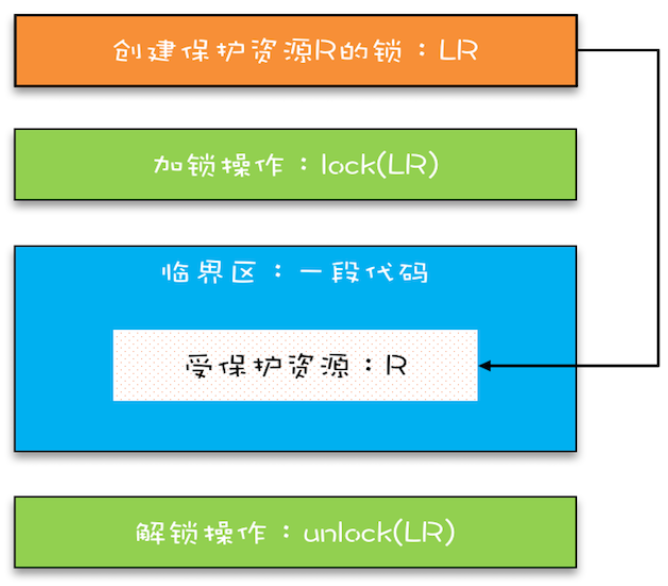 创建保护资源R的锁：LR
加锁操作：lock(LR)
临界区：一段代码
受保护资源：R
解锁操作：unlock(LR)